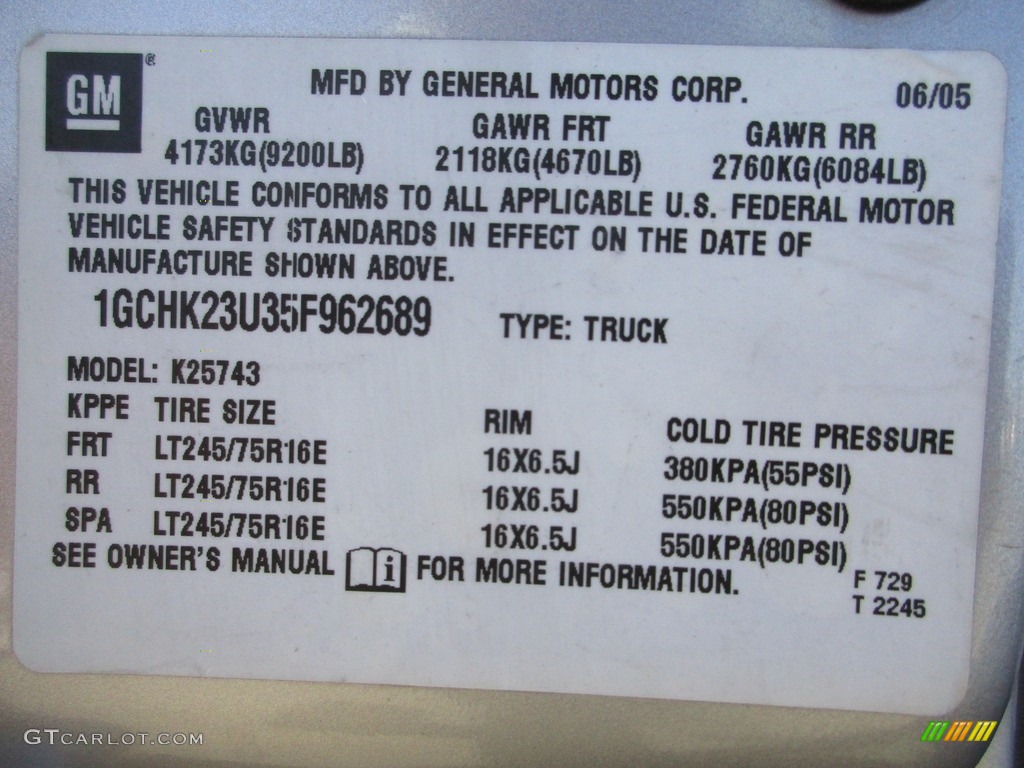 GM ®
MFD BY GENERAL MOTORS CORP. 06/05
GVWR GAWR FRT GAWR RR
4173KG(9200LB) 2118KG(4670LB) 2760KG(6084LB)
THIS VEHICLE CONFORMS TO ALL APPLICABLE U.S. FEDERAL MOTOR
VEHICLE SAFETY STANDARDS IN EFFECT ON THE DATE OF
MANUFACTURE SHOWN ABOVE.
1GCHK23U35F962689 TYPE: TRUCK
MODEL: K25743
KPPE TIRE SIZE RIM COLD TIRE PRESSURE
FRT LT245/75R16E 16X6.5J 380KPA(55PSI)
RR LT245/75R16E 16X6.5J 550KPA(80PSI)
SPA LT245/75R16E 16X6.5J 550KPA(80PSI)
SEE OWNER'S MANUAL i FOR MORE INFORMATION.
F 729
T 2245
GTCARLOT.COM